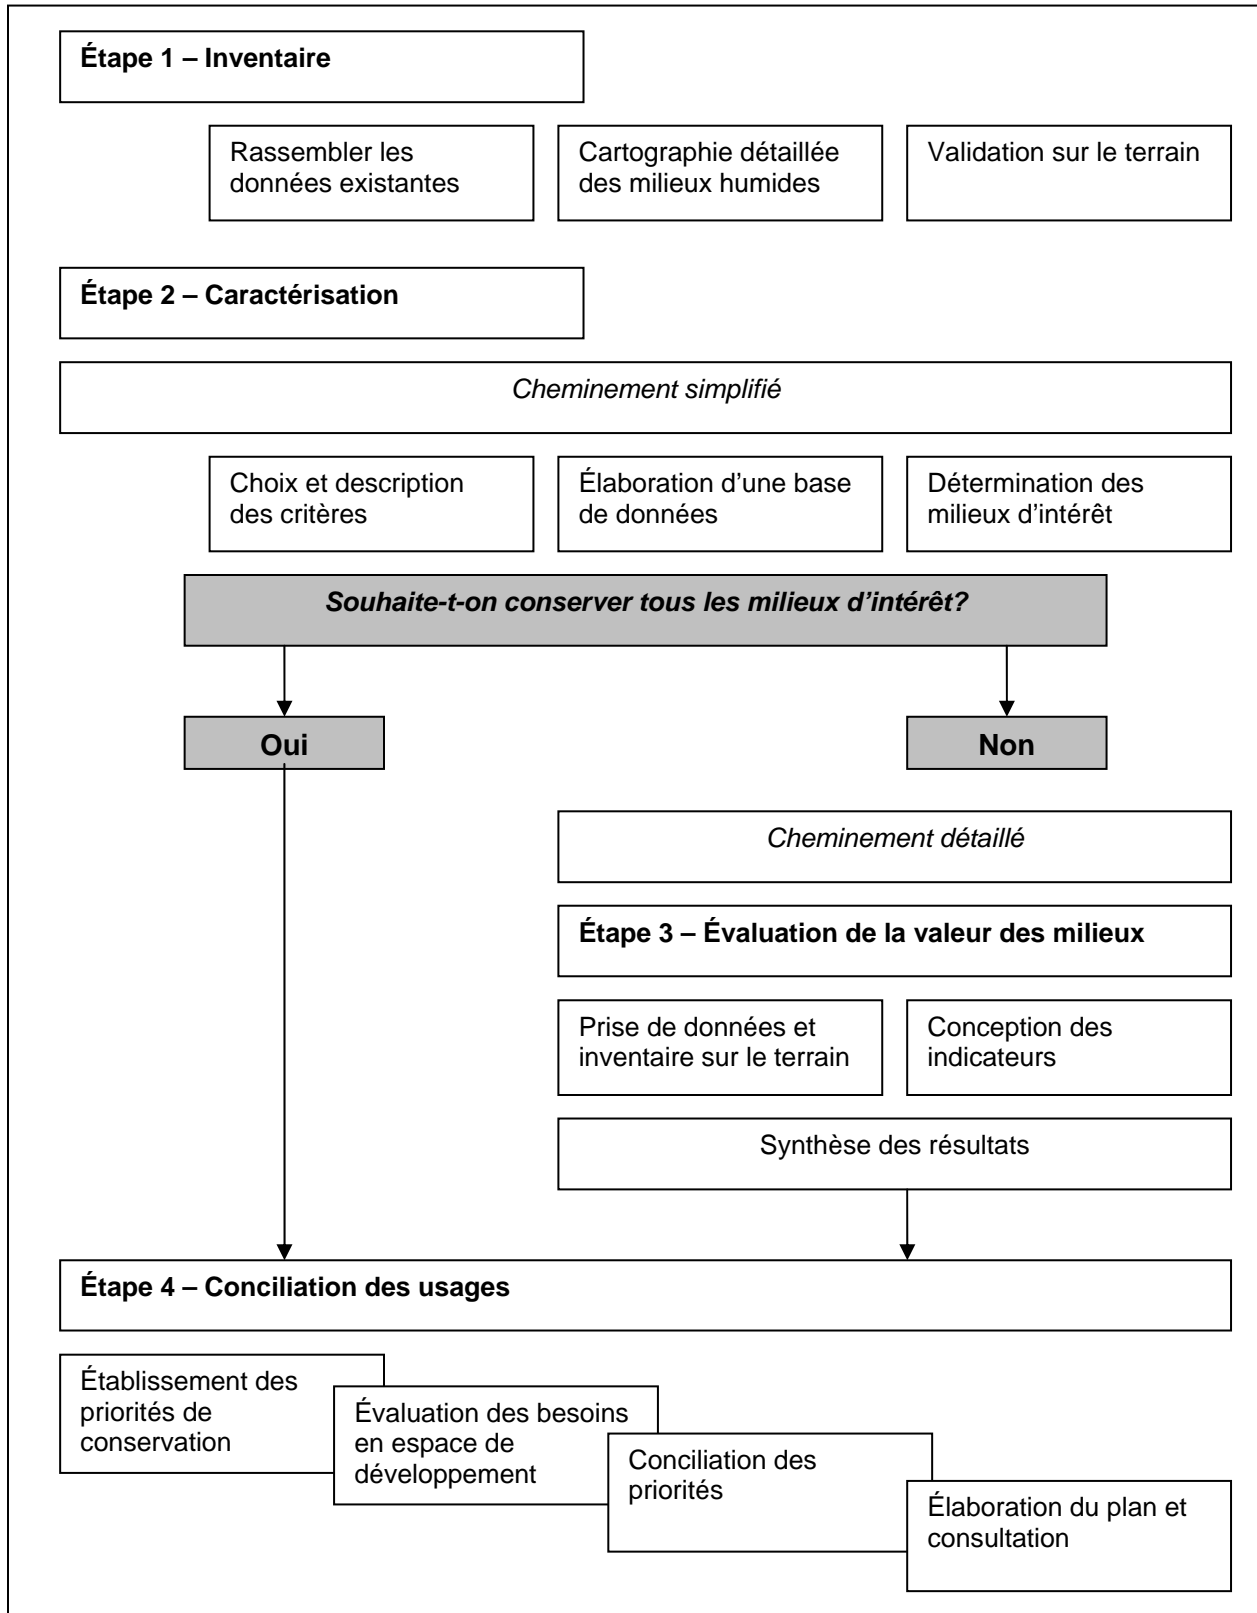 Étape 1 – Inventaire
Rassembler les
données existantes
Cartographie détaillée
des milieux humides
Validation sur le terrain
Étape 2 – Caractérisation
Cheminement simplifié
Choix et description
des critères
Élaboration d'une base
de données
Détermination des
milieux d'intérêt
Souhaite-t-on conserver tous les milieux d'intérêt?
Oui
Non
Cheminement détaillé
Étape 3 – Évaluation de la valeur des milieux
Prise de données et
inventaire sur le terrain
Conception des
indicateurs
Synthèse des résultats
Étape 4 – Conciliation des usages
Établissement des
priorités de
conservation
Évaluation des besoins
en espace de
développement
Conciliation des
priorités
Élaboration du plan et
consultation